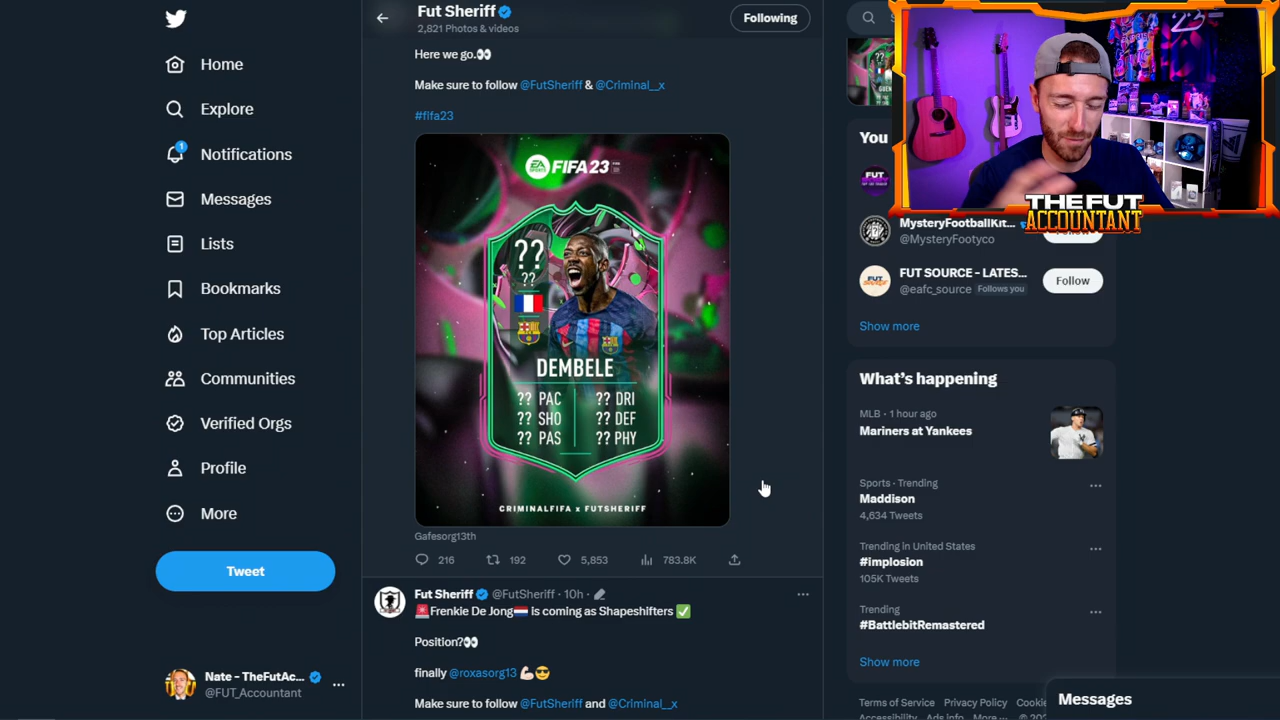 Fut Sheriff
2,821 Photos & videos
Following
Here we go.👀
Make sure to follow @FutSheriff & @Criminal__x
#fifa23
EA SPORTS FIFA 23
??
??
DEMBELE
?? PAC ?? DRI
?? SHO ?? DEF
?? PAS ?? PHY
CRIMINALFIFA x FUTSHERIFF
Gafesorg13th
216 192 5,853 783.8K
Fut Sheriff @FutSheriff · 10h ·
🚨Frenkie De Jong🇳🇱 is coming as Shapeshifters ✅
Position?👀
finally @roxasorg13 💪🏻😎
Make sure to follow @FutSheriff and @Criminal__x
Home
Explore
1
Notifications
Messages
Lists
Bookmarks
Top Articles
Communities
Verified Orgs
Profile
More
Tweet
Nate - TheFutAc...
@FUT_Accountant
THE FUT
ACCOUNTANT
You
FUT
MysteryFootballKit...
@MysteryFootyco
FUT SOURCE - LATES...
@eafc_source Follows you
Follow
Show more
What's happening
MLB · 1 hour ago
Mariners at Yankees
Sports · Trending
Maddison
4,634 Tweets
Trending in United States
#implosion
105K Tweets
Trending
#BattlebitRemastered
Show more
Terms of Service Privacy Policy
Messages